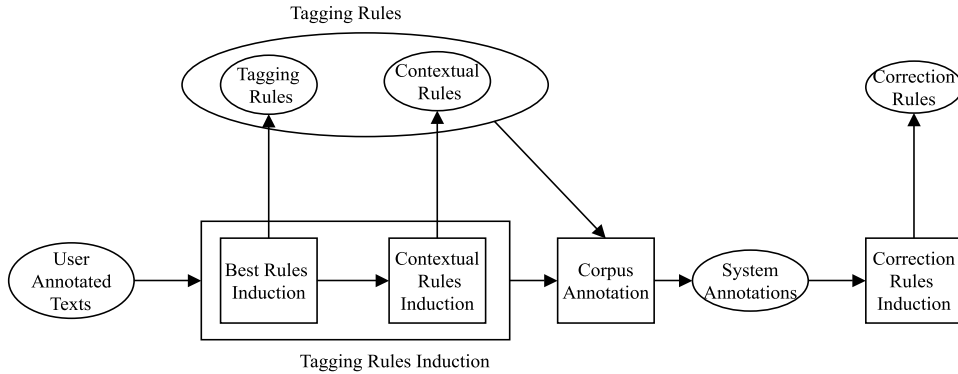 Tagging Rules
Tagging
Rules
Contextual
Rules
Correction
Rules
User
Annotated
Texts
Best Rules
Induction
Contextual
Rules
Induction
Corpus
Annotation
System
Annotations
Correction
Rules
Induction
Tagging Rules Induction